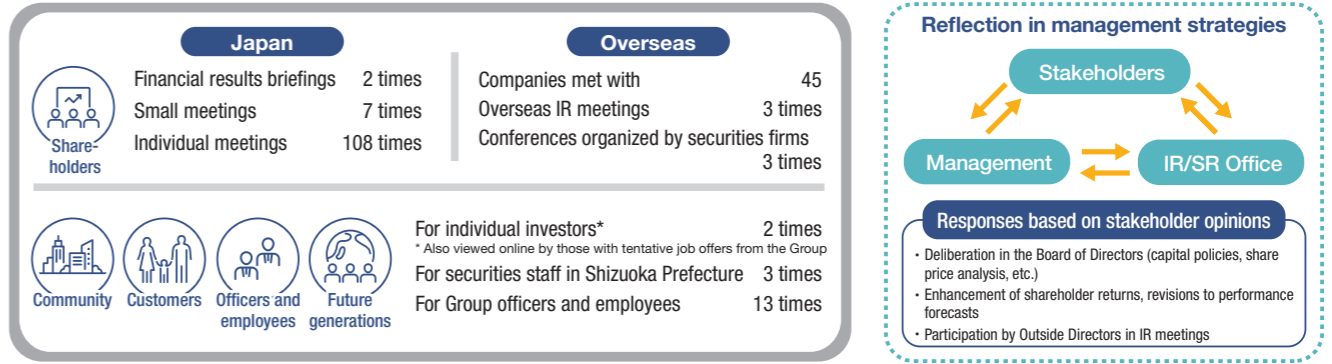 Japan
Financial results briefings 2 times
Small meetings 7 times
Individual meetings 108 times
Share-
holders
Overseas
Companies met with 45
Overseas IR meetings 3 times
Conferences organized by securities firms
3 times
Community
Customers
Officers and
employees
Future
generations
For individual investors* 2 times
* Also viewed online by those with tentative job offers from the Group
For securities staff in Shizuoka Prefecture 3 times
For Group officers and employees 13 times
Reflection in management strategies
Stakeholders
Management
IR/SR Office
Responses based on stakeholder opinions
・Deliberation in the Board of Directors (capital policies, share
price analysis, etc.)
・Enhancement of shareholder returns, revisions to performance
forecasts
・Participation by Outside Directors in IR meetings